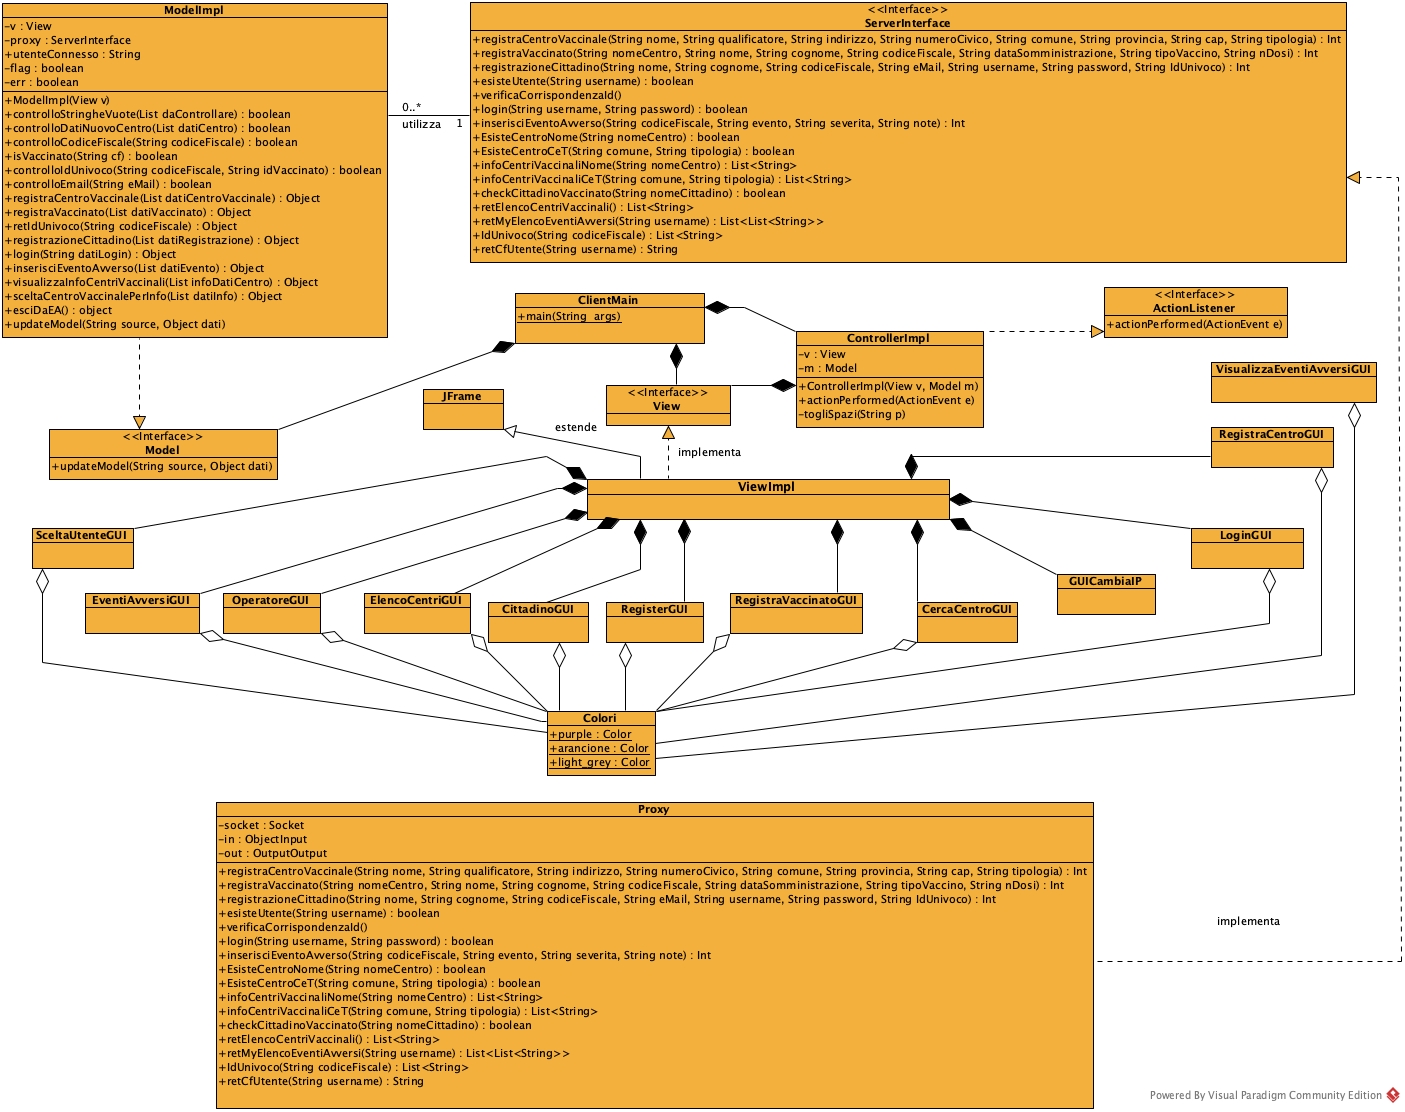 ModelImpl
-v : View
-proxy : ServerInterface
+utenteConnesso : String
-flag : boolean
-err : boolean
+ModelImpl(View v)
+controlloStringheVuote(List daControllare) : boolean
+controlloDatiNuovoCentro(List datiCentro) : boolean
+controlloCodiceFiscale(String codiceFiscale) : boolean
+isVaccinato(String cf) : boolean
+controlloIdUnivoco(String codiceFiscale, String idVaccinato) : boolean
+controlloEmail(String eMail) : boolean
+registraCentroVaccinale(List datiCentroVaccinale) : Object
+registraVaccinato(List datiVaccinato) : Object
+retIdUnivoco(String codiceFiscale) : Object
+registrazioneCittadino(List datiRegistrazione) : Object
+login(String datiLogin) : Object
+inserisciEventoAvverso(List datiEvento) : Object
+visualizzaInfoCentriVaccinali(List infoDatiCentro) : Object
+sceltaCentroVaccinalePerInfo(List datiInfo) : Object
+esciDaEA() : object
+updateModel(String source, Object dati)
0..*
utilizza 1
<<Interface>>
ServerInterface
+registraCentroVaccinale(String nome, String qualificatore, String indirizzo, String numeroCivico, String comune, String provincia, String cap, String tipologia) : Int
+registraVaccinato(String nomeCentro, String nome, String cognome, String codiceFiscale, String dataSomministrazione, String tipoVaccino, String nDosi) : Int
+registrazioneCittadino(String nome, String cognome, String codiceFiscale, String eMail, String username, String password, String IdUnivoco) : Int
+esisteUtente(String username) : boolean
+verificaCorrispondenzaId()
+login(String username, String password) : boolean
+inserisciEventoAvverso(String codiceFiscale, String evento, String severita, String note) : Int
+EsisteCentroNome(String nomeCentro) : boolean
+EsisteCentroCeT(String comune, String tipologia) : boolean
+infoCentriVaccinaliNome(String nomeCentro) : List<String>
+infoCentriVaccinaliCeT(String comune, String tipologia) : List<String>
+checkCittadinoVaccinato(String nomeCittadino) : boolean
+retElencoCentriVaccinali() : List<String>
+retMyElencoEventiAvversi(String username) : List<List<String>>
+IdUnivoco(String codiceFiscale) : List<String>
+retCfUtente(String username) : String
ClientMain
+main(String args)
<<Interface>>
ActionListener
+actionPerformed(ActionEvent e)
ControllerImpl
-v : View
-m : Model
+ControllerImpl(View v, Model m)
+actionPerformed(ActionEvent e)
-togliSpazi(String p)
VisualizzaEventiAvversiGUI
JFrame
<<Interface>>
View
estende
implementa
<<Interface>>
Model
+updateModel(String source, Object dati)
RegistraCentroGUI
ViewImpl
SceltaUtenteGUI
LoginGUI
EventiAvversiGUI
OperatoreGUI
ElencoCentriGUI
CittadinoGUI
RegisterGUI
RegistraVaccinatoGUI
CercaCentroGUI
GUICambiaIP
Colori
+purple : Color
+arancione : Color
+light_grey : Color
Proxy
-socket : Socket
-in : ObjectInput
-out : OutputOutput
+registraCentroVaccinale(String nome, String qualificatore, String indirizzo, String numeroCivico, String comune, String provincia, String cap, String tipologia) : Int
+registraVaccinato(String nomeCentro, String nome, String cognome, String codiceFiscale, String dataSomministrazione, String tipoVaccino, String nDosi) : Int
+registrazioneCittadino(String nome, String cognome, String codiceFiscale, String eMail, String username, String password, String IdUnivoco) : Int
+esisteUtente(String username) : boolean
+verificaCorrispondenzaId()
+login(String username, String password) : boolean
+inserisciEventoAvverso(String codiceFiscale, String evento, String severita, String note) : Int
+EsisteCentroNome(String nomeCentro) : boolean
+EsisteCentroCeT(String comune, String tipologia) : boolean
+infoCentriVaccinaliNome(String nomeCentro) : List<String>
+infoCentriVaccinaliCeT(String comune, String tipologia) : List<String>
+checkCittadinoVaccinato(String nomeCittadino) : boolean
+retElencoCentriVaccinali() : List<String>
+retMyElencoEventiAvversi(String username) : List<List<String>>
+IdUnivoco(String codiceFiscale) : List<String>
+retCfUtente(String username) : String
implementa
Powered By Visual Paradigm Community Edition